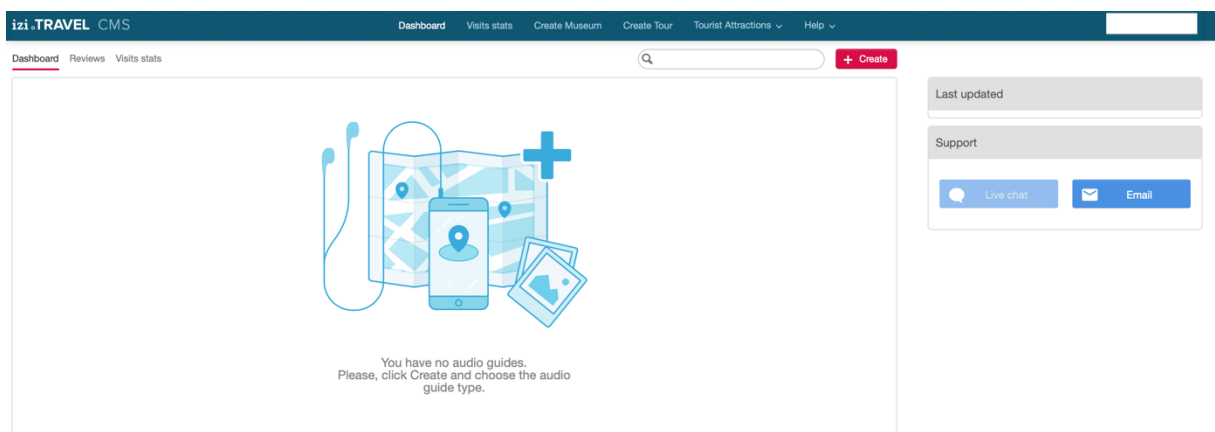 izi.TRAVEL CMS Dashboard Visits stats Create Museum Create Tour Tourist Attractions Help
Dashboard Reviews Visits stats + Create
Last updated
Support
Live chat Email
You have no audio guides.
Please, click Create and choose the audio
guide type.